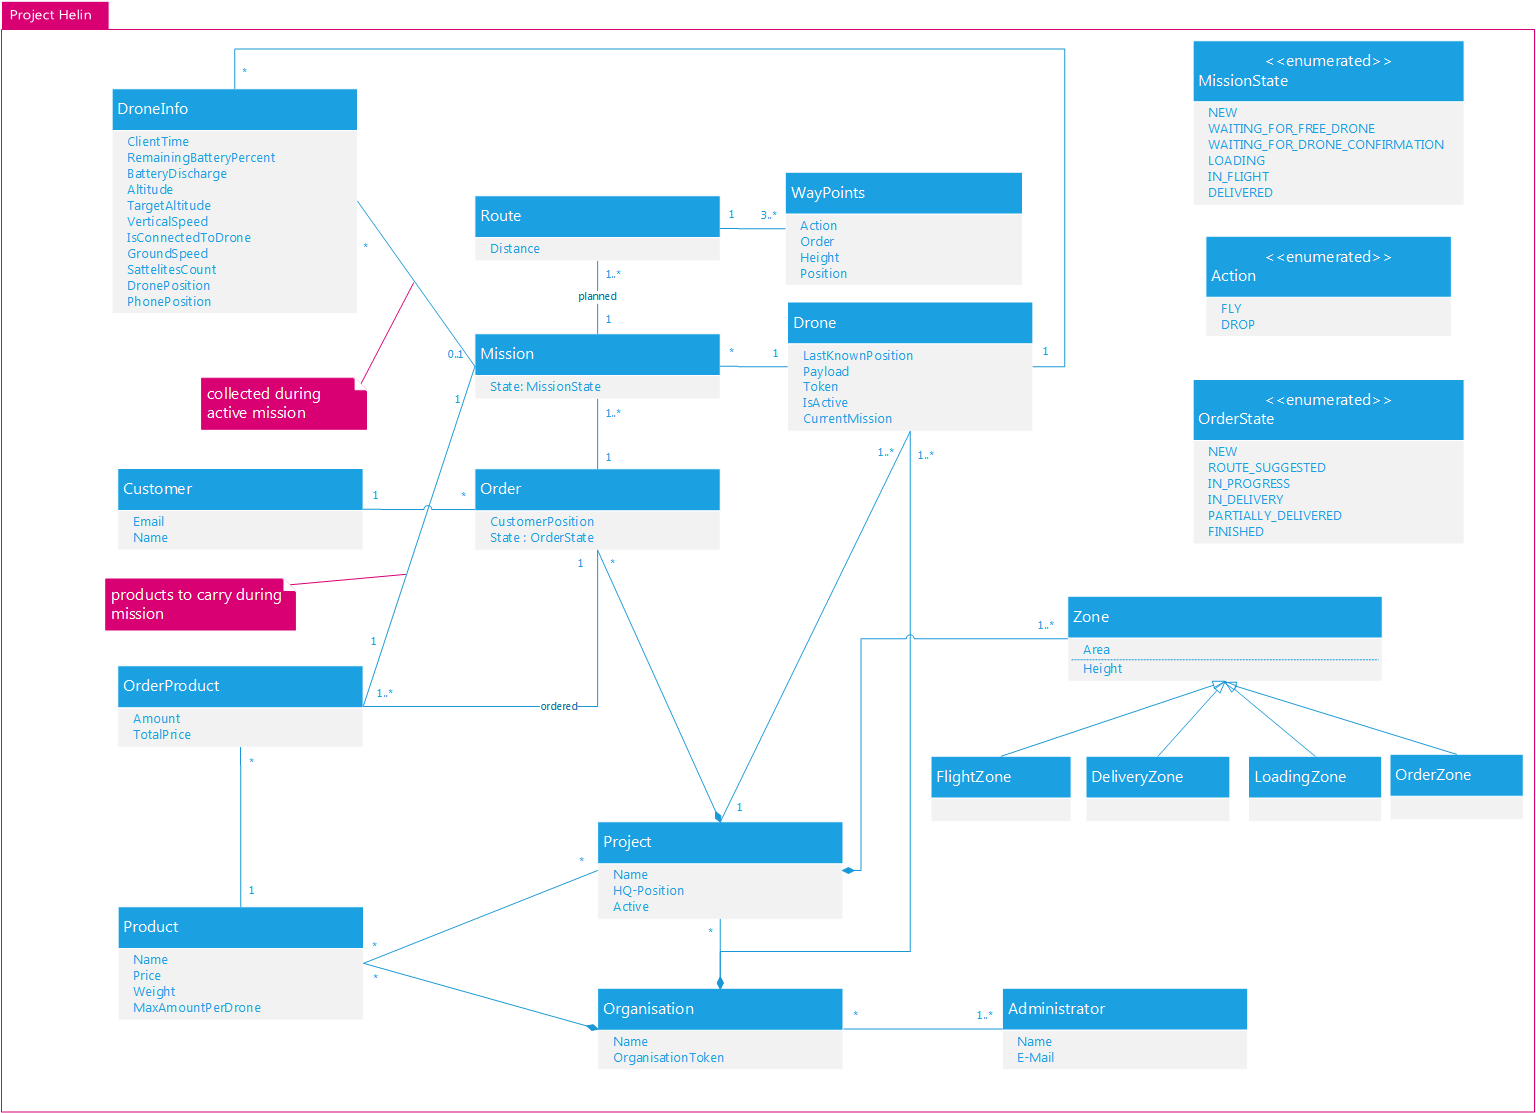 Project Helin
*
DroneInfo
ClientTime
RemainingBatteryPercent
BatteryDischarge
Altitude
TargetAltitude
VerticalSpeed
IsConnectedToDrone
GroundSpeed
SattelitesCount
DronePosition
PhonePosition
*
0..1
collected during
active mission
Route
Distance
1
3..*
WayPoints
Action
Order
Height
Position
1..*
planned
1
Mission
State: MissionState
*
1
Drone
LastKnownPosition
Payload
Token
IsActive
CurrentMission
1
1..*
1..*
1
1..*
1
Customer
Email
Name
1
*
Order
CustomerPosition
State : OrderState
1
*
products to carry during
mission
1
1..*
OrderProduct
Amount
TotalPrice
ordered
*
1
Product
Name
Price
Weight
MaxAmountPerDrone
*
*
*
1
Project
Name
HQ-Position
Active
*
Organisation
Name
OrganisationToken
*
1..*
Administrator
Name
E-Mail
1..*
Zone
Area
Height
FlightZone
DeliveryZone
LoadingZone
OrderZone
<<enumerated>>
MissionState
NEW
WAITING_FOR_FREE_DRONE
WAITING_FOR_DRONE_CONFIRMATION
LOADING
IN_FLIGHT
DELIVERED
<<enumerated>>
Action
FLY
DROP
<<enumerated>>
OrderState
NEW
ROUTE_SUGGESTED
IN_PROGRESS
IN_DELIVERY
PARTIALLY_DELIVERED
FINISHED